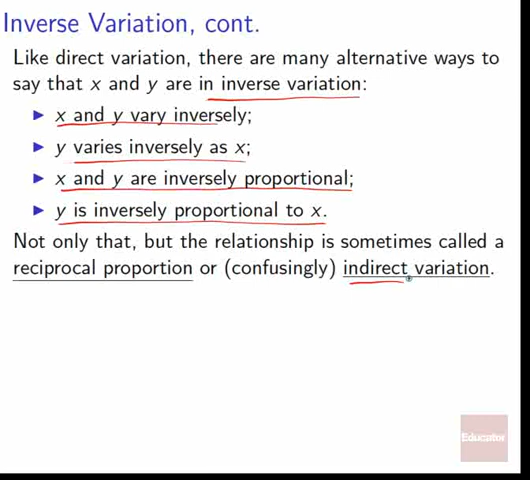 Inverse Variation, cont.
Like direct variation, there are many alternative ways to
say that x and y are in inverse variation:
x and y vary inversely;
y varies inversely as x;
x and y are inversely proportional;
y is inversely proportional to x.
Not only that, but the relationship is sometimes called a
reciprocal proportion or (confusingly) indirect variation.
Educator